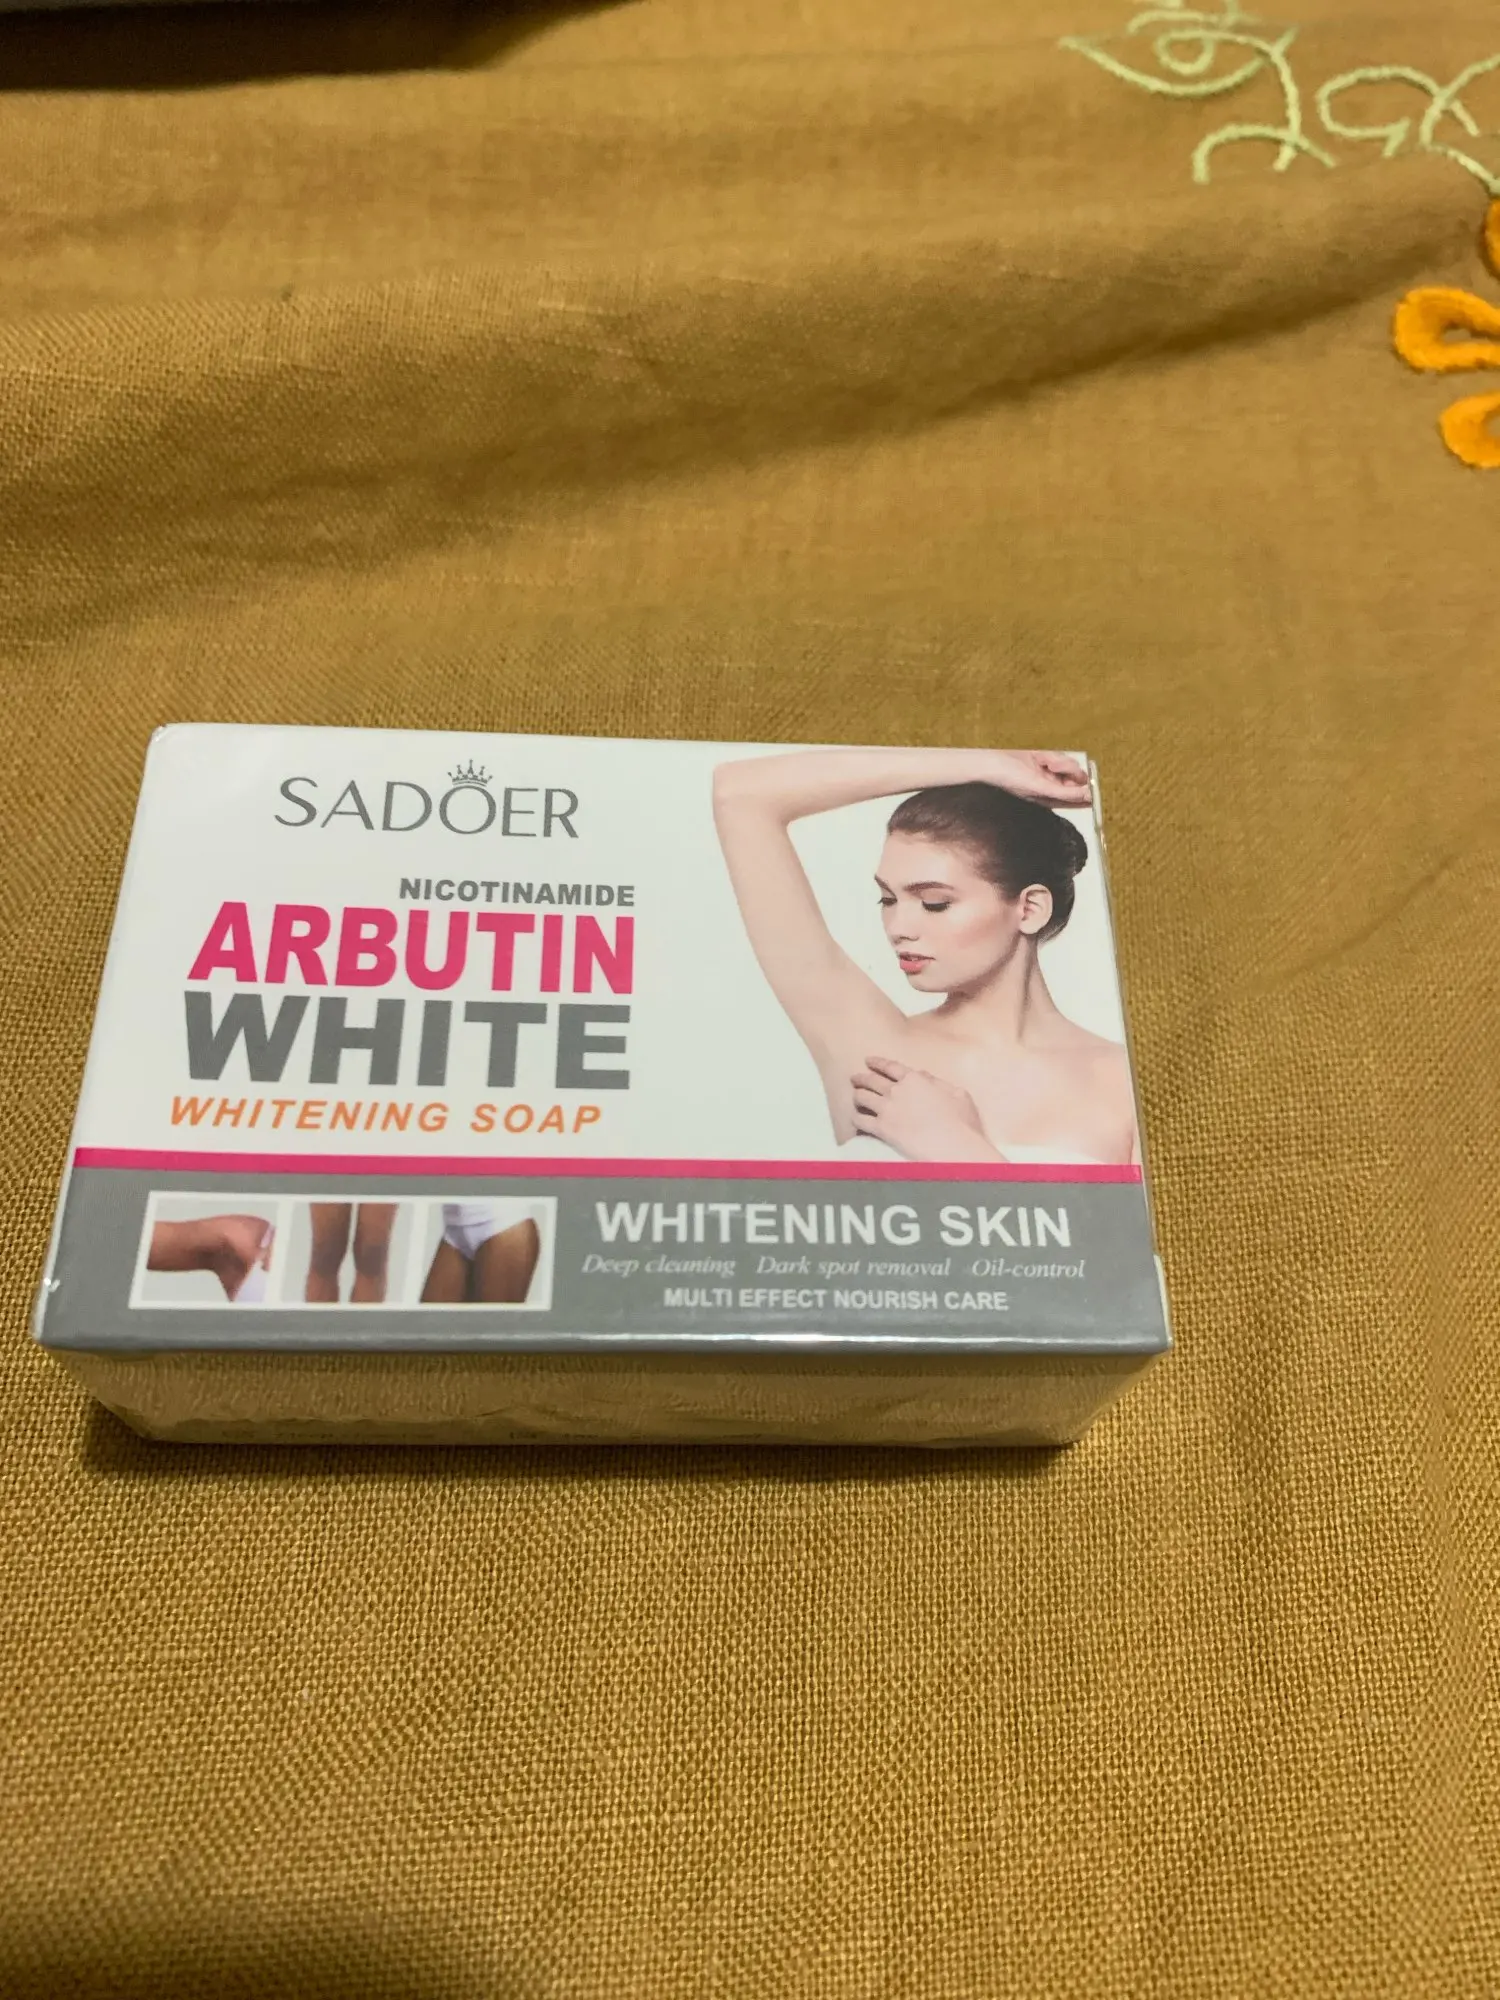 SADOER
NICOTINAMIDE
ARBUTIN
WHITE
WHITENING SOAP
WHITENING SKIN
Deep cleaning Dark spot removal Oil-control
MULTI EFFECT NOURISH CARE